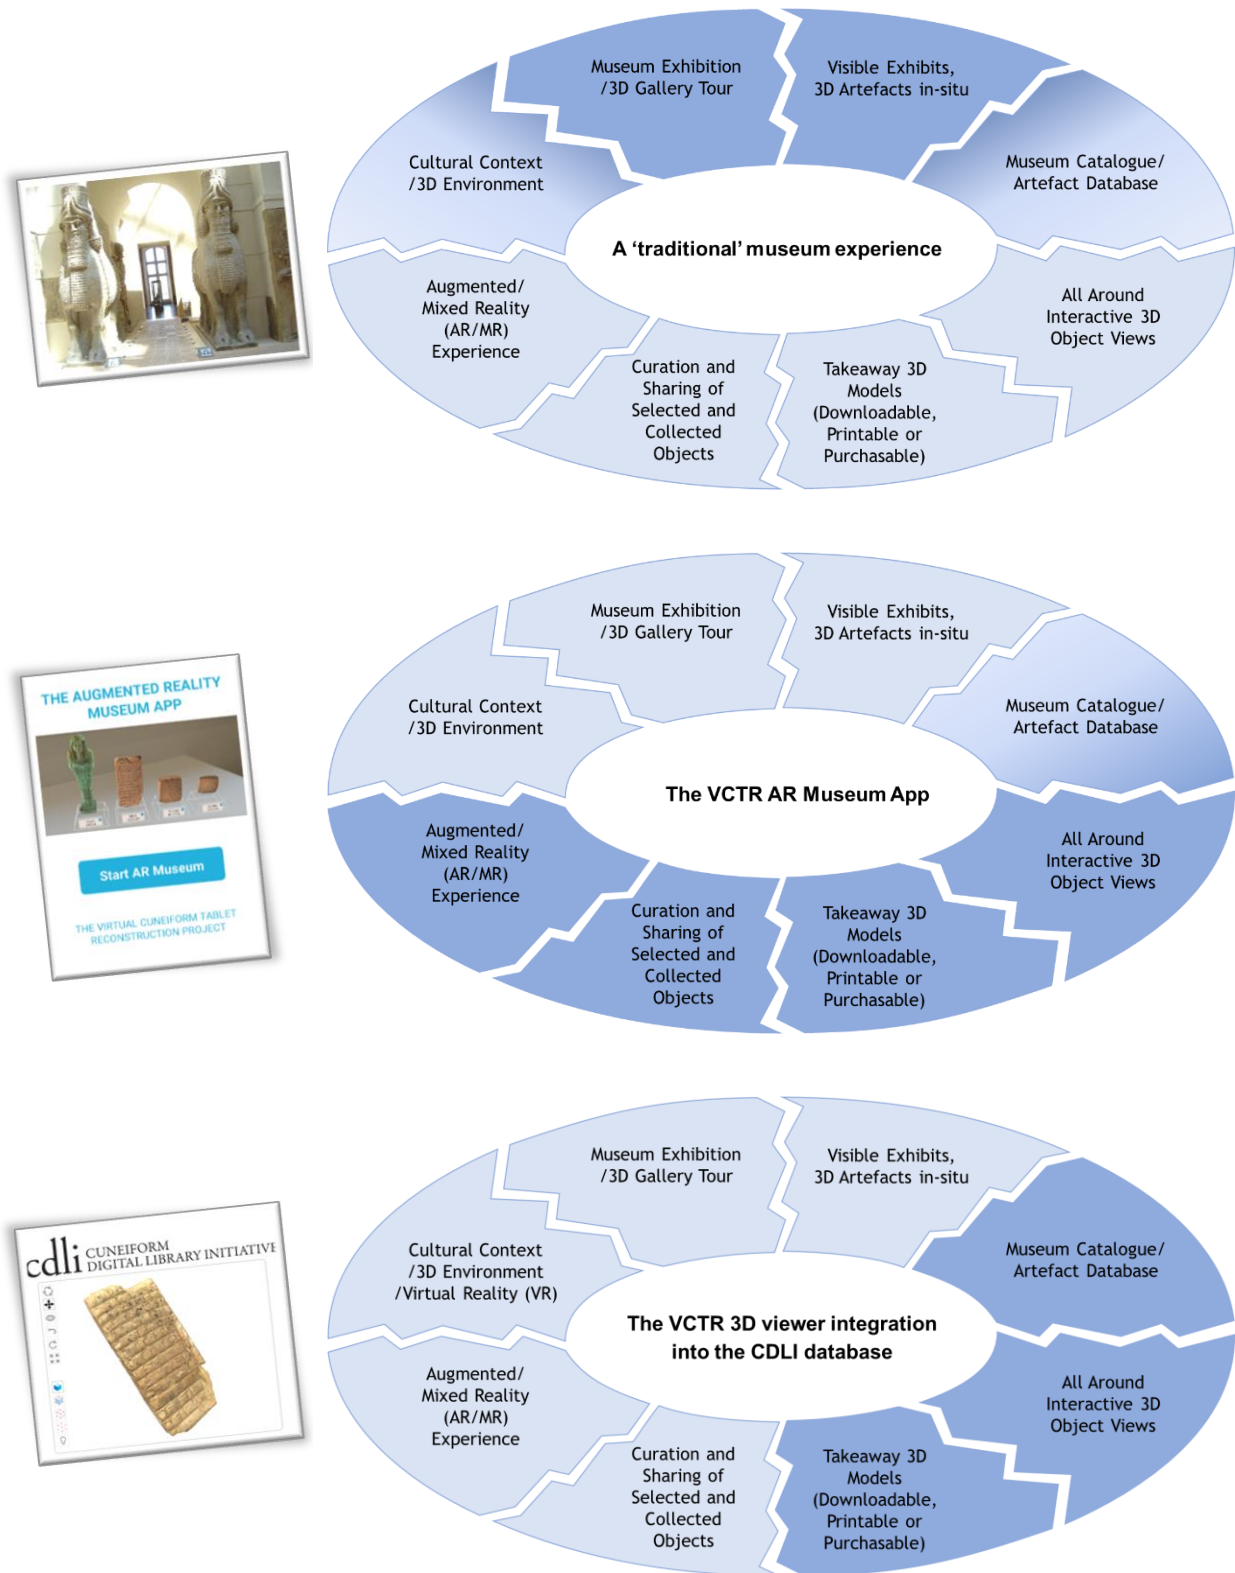 Museum Exhibition
/3D Gallery Tour
Visible Exhibits,
3D Artefacts in-situ
Cultural Context
/3D Environment
Museum Catalogue/
Artefact Database
A ‘traditional’ museum experience
Augmented/
Mixed Reality
(AR/MR)
Experience
All Around
Interactive 3D
Object Views
Curation and
Sharing of
Selected and
Collected
Objects
Takeaway 3D
Models
(Downloadable,
Printable or
Purchasable)
THE AUGMENTED REALITY
MUSEUM APP
Start AR Museum
THE VIRTUAL CUNEIFORM TABLET
RECONSTRUCTION PROJECT
Museum Exhibition
/3D Gallery Tour
Visible Exhibits,
3D Artefacts in-situ
Cultural Context
/3D Environment
Museum Catalogue/
Artefact Database
The VCTR AR Museum App
Augmented/
Mixed Reality
(AR/MR)
Experience
All Around
Interactive 3D
Object Views
Curation and
Sharing of
Selected and
Collected
Objects
Takeaway 3D
Models
(Downloadable,
Printable or
Purchasable)
cdli CUNEIFORM
DIGITAL LIBRARY INITIATIVE
Museum Exhibition
/3D Gallery Tour
Visible Exhibits,
3D Artefacts in-situ
Cultural Context
/3D Environment
/Virtual Reality (VR)
Museum Catalogue/
Artefact Database
The VCTR 3D viewer integration
into the CDLI database
Augmented/
Mixed Reality
(AR/MR)
Experience
All Around
Interactive 3D
Object Views
Curation and
Sharing of
Selected and
Collected
Objects
Takeaway 3D
Models
(Downloadable,
Printable or
Purchasable)